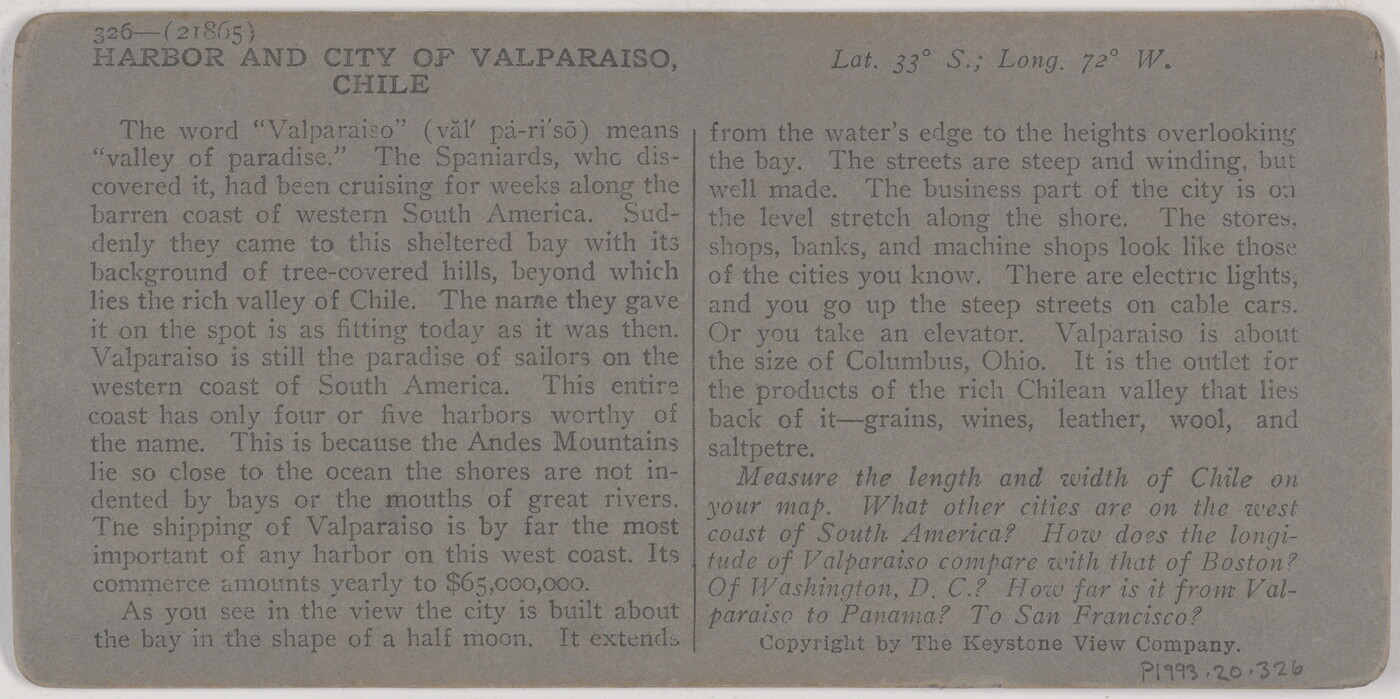 326—(21865)
HARBOR AND CITY OF VALPARAISO,
CHILE
The word “Valparaiso” (văl′ pá-ri′sō) means
“valley of paradise.” The Spaniards, who dis-
covered it, had been cruising for weeks along the
barren coast of western South America. Sud-
denly they came to this sheltered bay with its
background of tree-covered hills, beyond which
lies the rich valley of Chile. The name they gave
it on the spot is as fitting today as it was then.
Valparaiso is still the paradise of sailors on the
western coast of South America. This entire
coast has only four or five harbors worthy of
the name. This is because the Andes Mountains
lie so close to the ocean the shores are not in-
dented by bays or the mouths of great rivers.
The shipping of Valparaiso is by far the most
important of any harbor on this west coast. Its
commerce amounts yearly to $65,000,000.
As you see in the view the city is built about
the bay in the shape of a half moon. It extends
Lat. 33° S.; Long. 72° W.
from the water’s edge to the heights overlooking
the bay. The streets are steep and winding, but
well made. The business part of the city is on
the level stretch along the shore. The stores,
shops, banks, and machine shops look like those
of the cities you know. There are electric lights,
and you go up the steep streets on cable cars.
Or you take an elevator. Valparaiso is about
the size of Columbus, Ohio. It is the outlet for
the products of the rich Chilean valley that lies
back of it—grains, wines, leather, wool, and
saltpetre.
Measure the length and width of Chile on
your map. What other cities are on the west
coast of South America? How does the longi-
tude of Valparaiso compare with that of Boston?
Of Washington, D. C.? How far is it from Val-
paraiso to Panama? To San Francisco?
Copyright by The Keystone View Company.
P1993.20.326